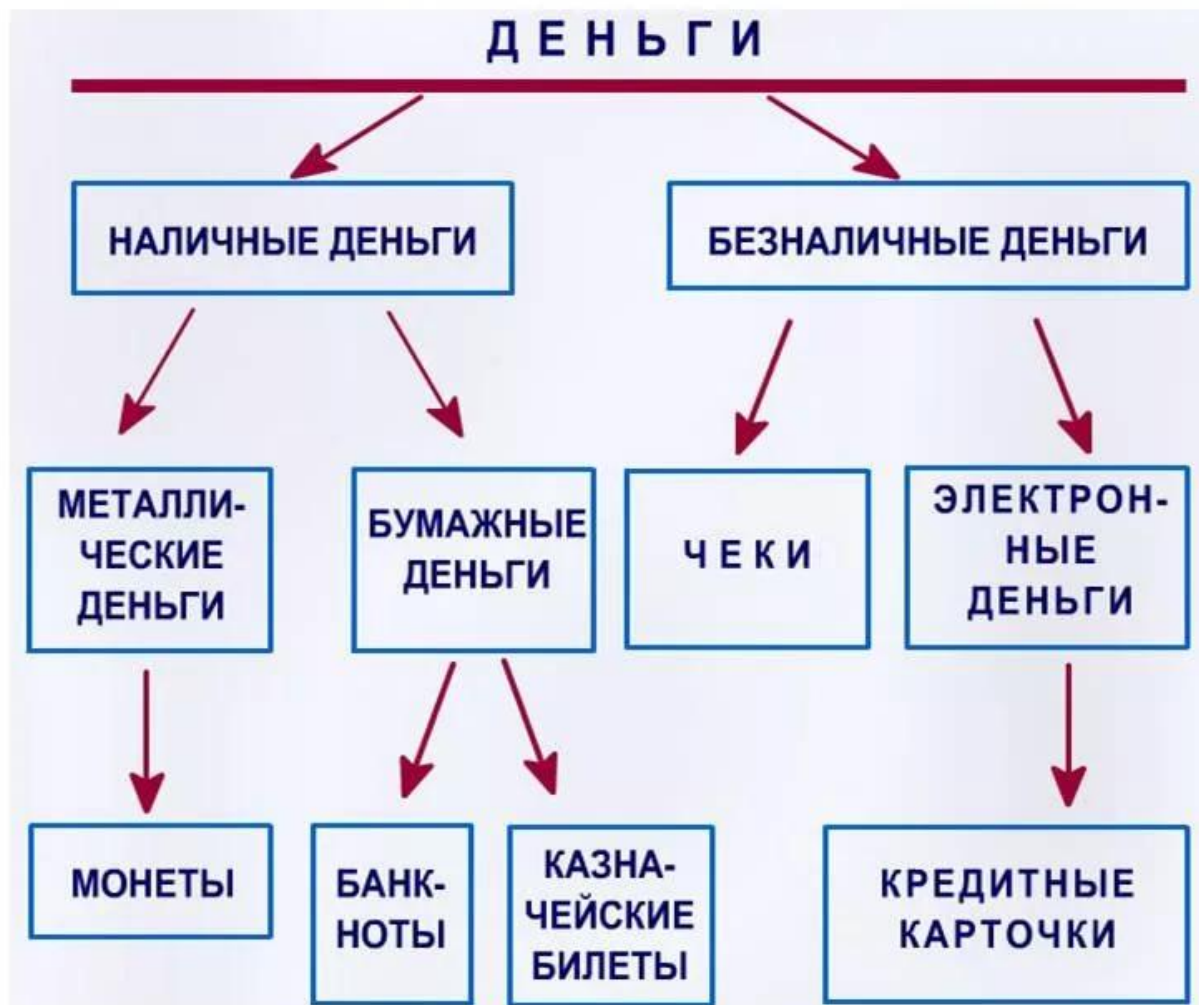 Д Е Н Ь Г И
НАЛИЧНЫЕ ДЕНЬГИ
БЕЗНАЛИЧНЫЕ ДЕНЬГИ
МЕТАЛЛИ-
ЧЕСКИЕ
ДЕНЬГИ
БУМАЖНЫЕ
ДЕНЬГИ
Ч Е К И
ЭЛЕКТРОН-
НЫЕ
ДЕНЬГИ
МОНЕТЫ
БАНК-
НОТЫ
КАЗНА-
ЧЕЙСКИЕ
БИЛЕТЫ
КРЕДИТНЫЕ
КАРТОЧКИ